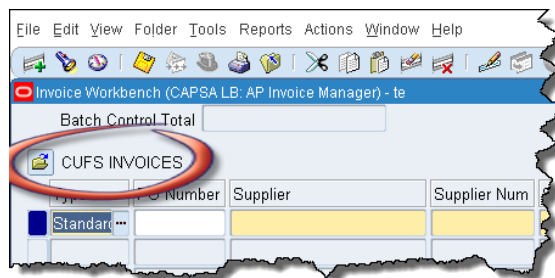 File Edit View Folder Tools Reports Actions Window Help
Invoice Workbench (CAPSA LB: AP Invoice Manager) - te
Batch Control Total
CUFS INVOICES
Number Supplier Supplier Num
Standard